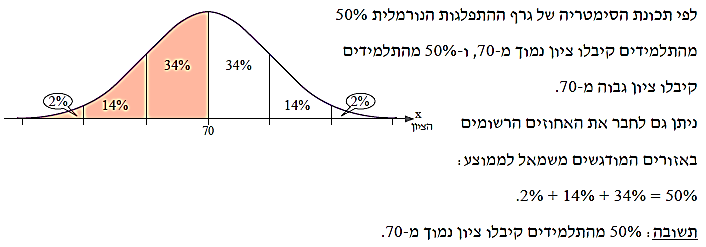 לפי תכונת הסימטריה של גרף ההתפלגות הנורמלית 50%
מהתלמידים קיבלו ציון נמוך מ-70, ו-50% מהתלמידים
קיבלו ציון גבוה מ-70.
ניתן גם לחבר את האחוזים הרשומים
באזורים המודגשים משמאל לממוצע:
2% + 14% + 34% = 50%.
תשובה: 50% מהתלמידים קיבלו ציון נמוך מ-70.
34% 34%
2% 14% 14% 2%
x
הציון
70